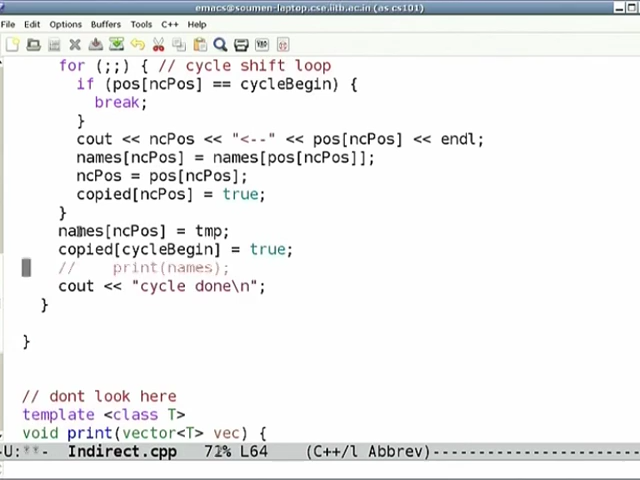 emacs@soumen-laptop.cse.iitb.ac.in (as cs101)
File Edit Options Buffers Tools C++ Help
for (;;) { // cycle shift loop
if (pos[ncPos] == cycleBegin) {
break;
}
cout << ncPos << "<--" << pos[ncPos] << endl;
names[ncPos] = names[pos[ncPos]];
ncPos = pos[ncPos];
copied[ncPos] = true;
}
names[ncPos] = tmp;
copied[cycleBegin] = true;
// print(names);
cout << "cycle done\n";
}
}
// dont look here
template <class T>
void print(vector<T> vec) {
-U:**- Indirect.cpp 72% L64 (C++/l Abbrev)-----------------------